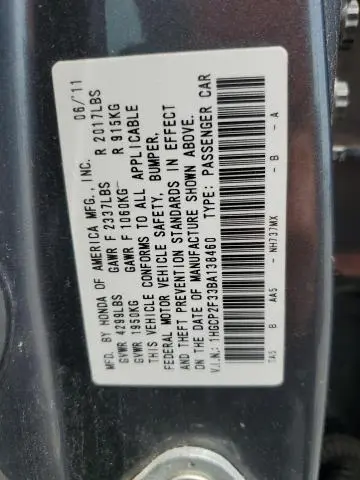 MFD. BY HONDA OF AMERICA MFG., INC. 06/11
GVWR 4299LBS GAWR F 2337LBS R 2017LBS
GVWR 1950KG GAWR F 1060KG R 915KG
THIS VEHICLE CONFORMS TO ALL APPLICABLE
FEDERAL MOTOR VEHICLE SAFETY, BUMPER,
AND THEFT PREVENTION STANDARDS IN EFFECT
ON THE DATE OF MANUFACTURE SHOWN ABOVE.
V.I.N.: 1HGCP2F33BA138460 TYPE: PASSENGER CAR
TA5 B AA5 - NH737MX - B - A